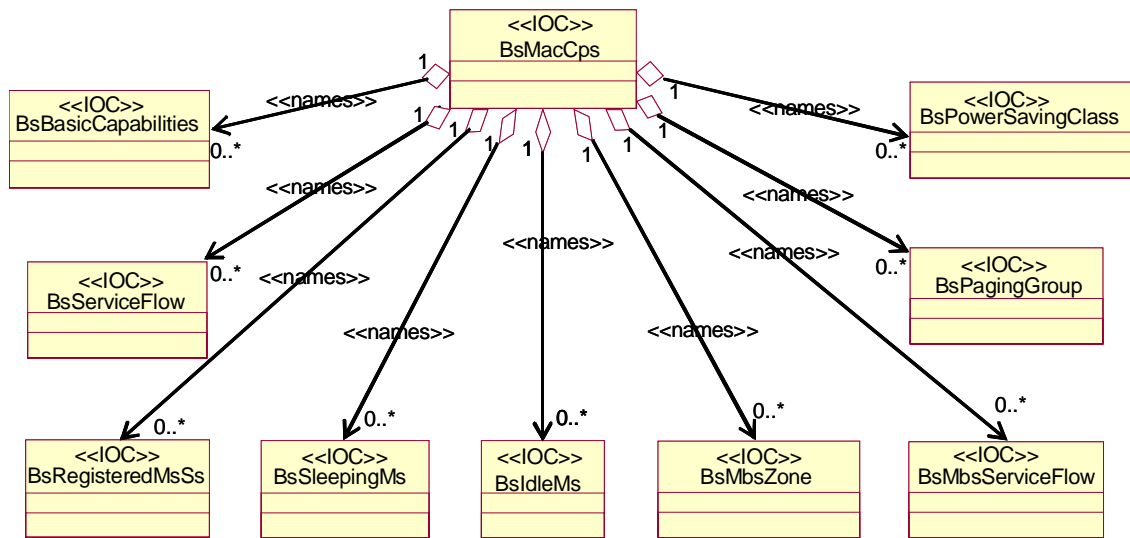 <<IOC>>
BsMacCps
1
1
<<names>>
<<names>>
<<IOC>>
BsBasicCapabilities
0..*
<<IOC>>
BsPowerSavingClass
0..*
1
1
1
1
1
1
1
<<names>>
<<names>>
<<names>>
<<names>>
<<names>>
<<IOC>>
BsServiceFlow
0..*
<<IOC>>
BsPagingGroup
0..*
<<names>>
<<names>>
0..*
0..*
0..*
0..*
0..*
<<IOC>>
BsRegisteredMsSs
<<IOC>>
BsSleepingMs
<<IOC>>
BsIdleMs
<<IOC>>
BsMbsZone
<<IOC>>
BsMbsServiceFlow